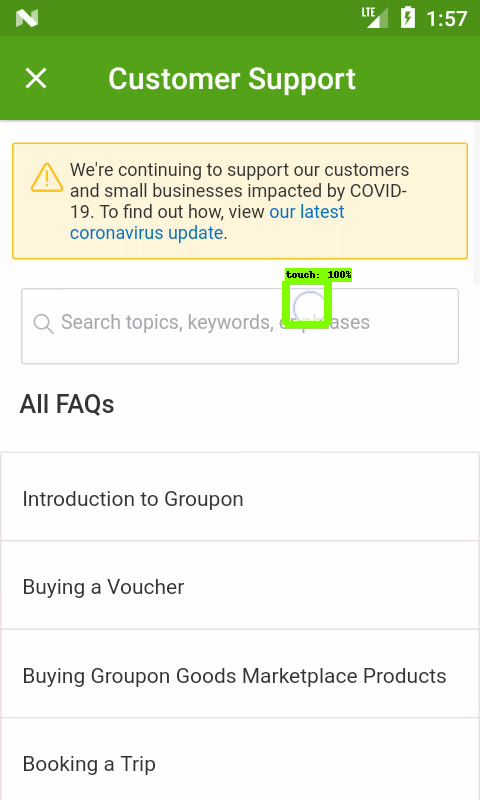 LTE 1:57
Customer Support
We're continuing to support our customers
and small businesses impacted by COVID-
19. To find out how, view our latest
coronavirus update.
touch: 100%
Search topics, keywords, or phrases
All FAQs
Introduction to Groupon
Buying a Voucher
Buying Groupon Goods Marketplace Products
Booking a Trip